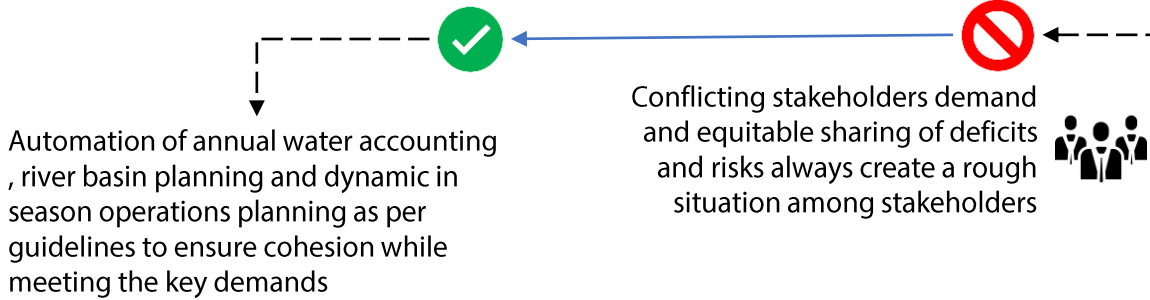 Conflicting stakeholders demand
and equitable sharing of deficits
and risks always create a rough
situation among stakeholders
Automation of annual water accounting
, river basin planning and dynamic in
season operations planning as per
guidelines to ensure cohesion while
meeting the key demands